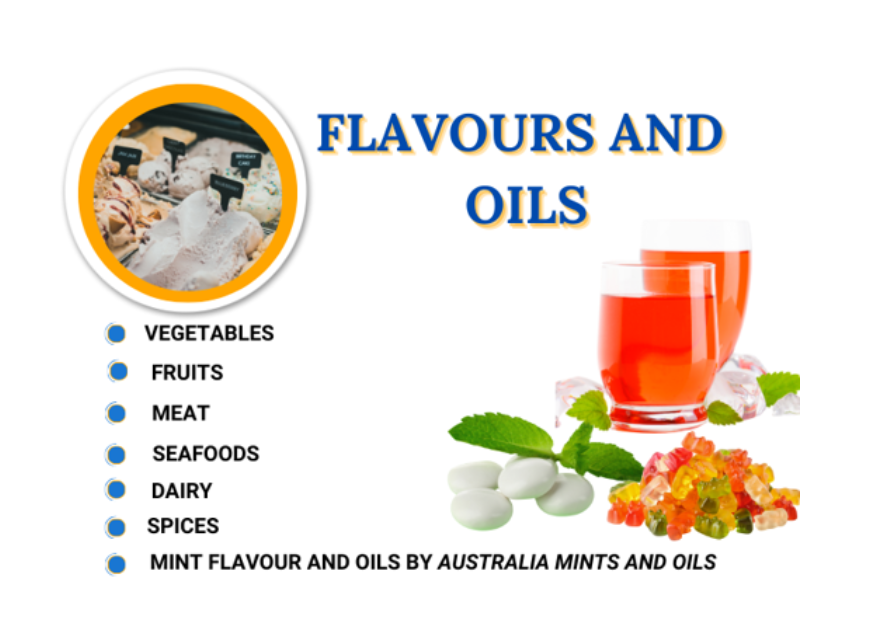 FLAVOURS AND
OILS
VEGETABLES
FRUITS
MEAT
SEAFOODS
DAIRY
SPICES
MINT FLAVOUR AND OILS BY AUSTRALIA MINTS AND OILS